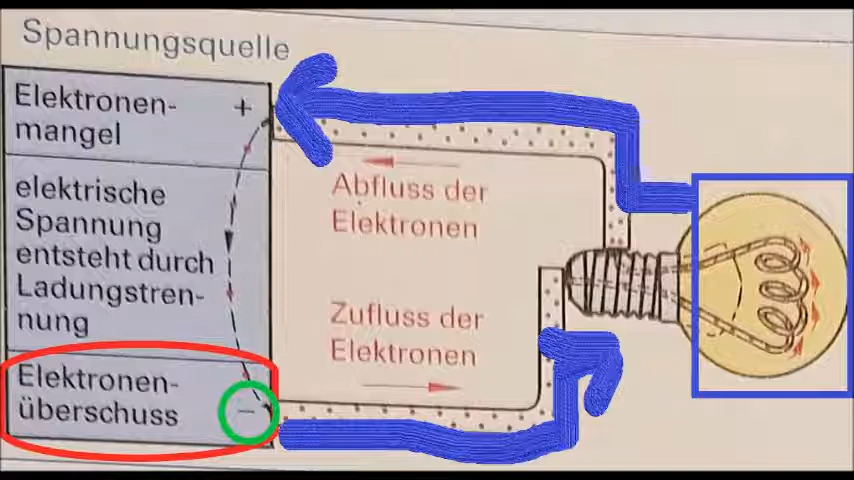 Spannungsquelle
Elektronen- +
mangel
elektrische
Spannung
entsteht durch
Ladungstren-
nung
Elektronen-
überschuss -
Abfluss der
Elektronen
Zufluss der
Elektronen